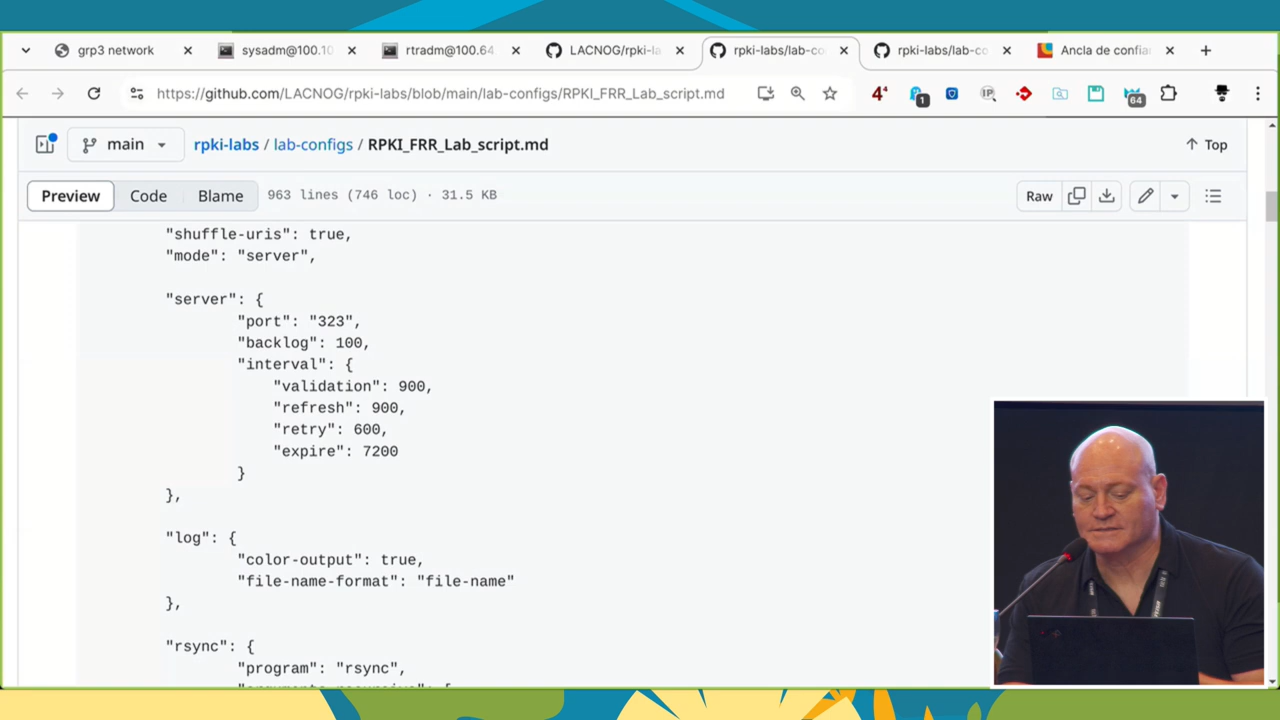 grp3 network
sysadm@100.10
rtradm@100.64
LACNOG/rpki-la
rpki-labs/lab-co
rpki-labs/lab-co
Ancla de confia
https://github.com/LACNOG/rpki-labs/blob/main/lab-configs/RPKI_FRR_Lab_script.md
4⁴
1
IP
64
main
rpki-labs / lab-configs / RPKI_FRR_Lab_script.md
Top
Preview
Code
Blame
963 lines (746 loc) · 31.5 KB
Raw
"shuffle-uris": true,
"mode": "server",
"server": {
"port": "323",
"backlog": 100,
"interval": {
"validation": 900,
"refresh": 900,
"retry": 600,
"expire": 7200
}
},
"log": {
"color-output": true,
"file-name-format": "file-name"
},
"rsync": {
"program": "rsync",